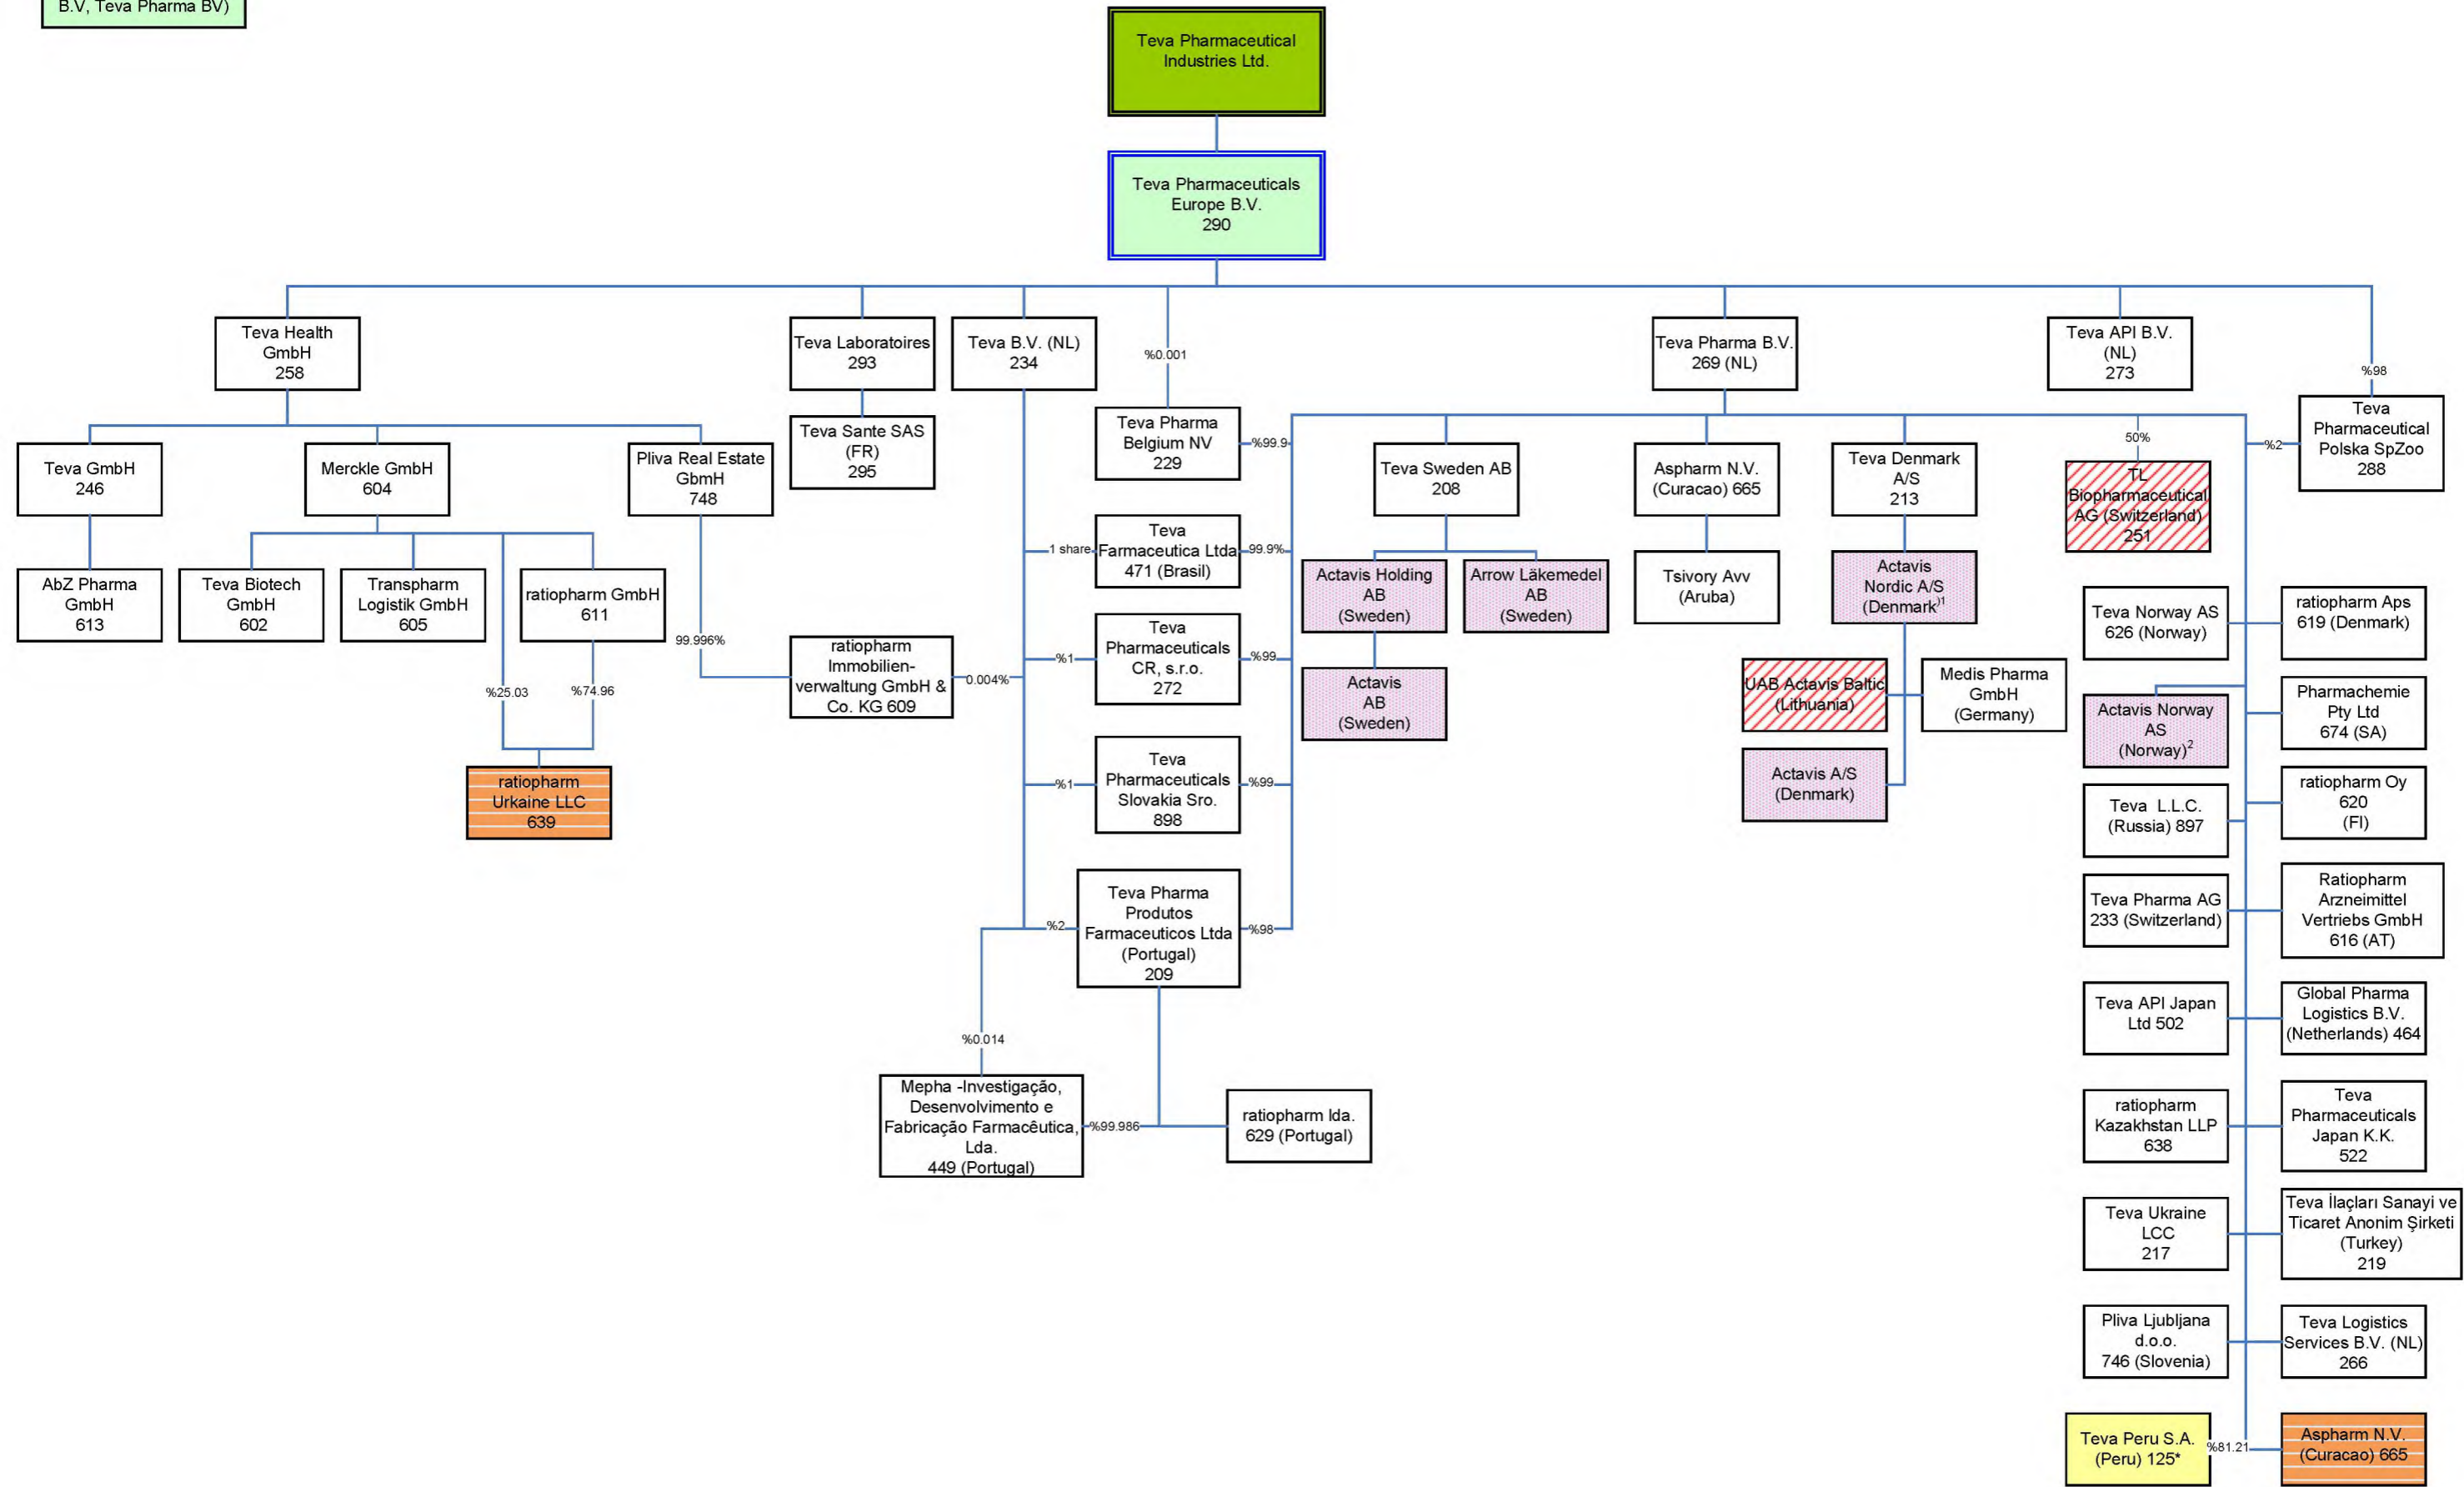 B.V, Teva Pharma BV)
Teva Pharmaceutical
Industries Ltd.
Teva Pharmaceuticals
Europe B.V.
290
Teva Health
GmbH
258
Teva Laboratoires
293
Teva B.V. (NL)
234
%0.001
Teva Pharma B.V.
269 (NL)
Teva API B.V.
(NL)
273
%98
Teva GmbH
246
Merckle GmbH
604
Pliva Real Estate
GbmH
748
Teva Sante SAS
(FR)
295
Teva Pharma
Belgium NV
229
%99.9
Teva Sweden AB
208
Aspharm N.V.
(Curacao) 665
Teva Denmark
A/S
213
50%
TL
Biopharmaceutical
AG (Switzerland)
251
%2
Teva
Pharmaceutical
Polska SpZoo
288
AbZ Pharma
GmbH
613
Teva Biotech
GmbH
602
Transpharm
Logistik GmbH
605
ratiopharm GmbH
611
1 share
Teva
Farmaceutica Ltda
471 (Brasil)
99.9%
Actavis Holding
AB
(Sweden)
Arrow Läkemedel
AB
(Sweden)
Tsivory Avv
(Aruba)
Actavis
Nordic A/S
(Denmark)1
Teva Norway AS
626 (Norway)
ratiopharm Aps
619 (Denmark)
%25.03
%74.96
99.996%
ratiopharm
Immobilien-
verwaltung GmbH &
Co. KG 609
0.004%
%1
Teva
Pharmaceuticals
CR, s.r.o.
272
%99
Actavis
AB
(Sweden)
UAB Actavis Baltic
(Lithuania)
Medis Pharma
GmbH
(Germany)
Actavis Norway
AS
(Norway)2
Pharmachemie
Pty Ltd
674 (SA)
ratiopharm
Urkaine LLC
639
%1
Teva
Pharmaceuticals
Slovakia Sro.
898
%99
Actavis A/S
(Denmark)
Teva  L.L.C.
(Russia) 897
ratiopharm Oy
620
(FI)
%2
Teva Pharma
Produtos
Farmaceuticos Ltda
(Portugal)
209
%98
Teva Pharma AG
233 (Switzerland)
Ratiopharm
Arzneimittel
Vertriebs GmbH
616 (AT)
%0.014
Teva API Japan
Ltd 502
Global Pharma
Logistics B.V.
(Netherlands) 464
Mepha -Investigação,
Desenvolvimento e
Fabricação Farmacêutica,
Lda.
449 (Portugal)
%99.986
ratiopharm lda.
629 (Portugal)
ratiopharm
Kazakhstan LLP
638
Teva
Pharmaceuticals
Japan K.K.
522
Teva Ukraine
LCC
217
Teva İlaçları Sanayi ve
Ticaret Anonim Şirketi
(Turkey)
219
Pliva Ljubljana
d.o.o.
746 (Slovenia)
Teva Logistics
Services B.V. (NL)
266
Teva Peru S.A.
(Peru) 125*
%81.21
Aspharm N.V.
(Curacao) 665